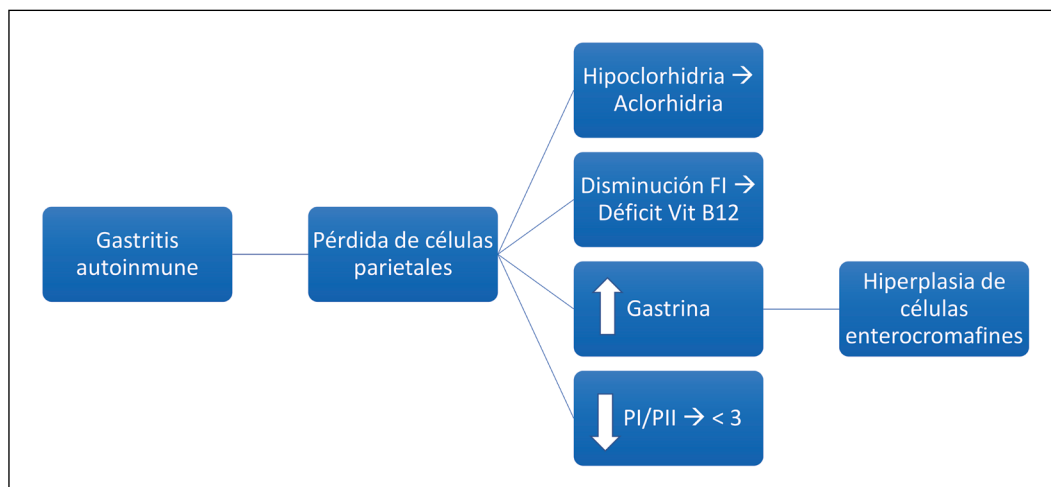 Gastritis
autoinmune
Pérdida de células
parietales
Hipoclorhidria →
Aclorhidria
Disminución FI →
Déficit Vit B12
Gastrina
PI/PII → < 3
Hiperplasia de
células
enterocromafines